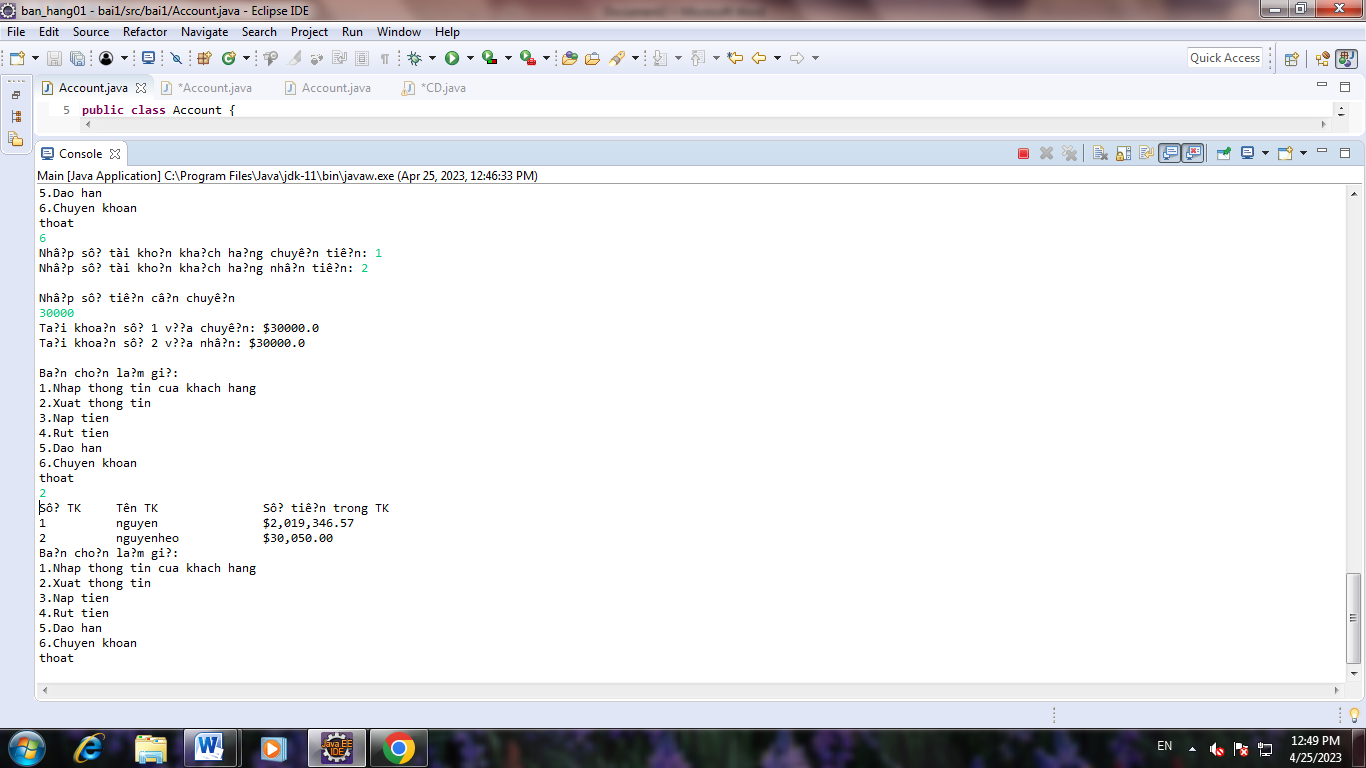 ban_hang01 - bai1/src/bai1/Account.java - Eclipse IDE
File Edit Source Refactor Navigate Search Project Run Window Help
Quick Access
Account.java *Account.java Account.java *CD.java
5 public class Account {
Console
Main [Java Application] C:\Program Files\Java\jdk-11\bin\javaw.exe (Apr 25, 2023, 12:46:33 PM)
5.Dao han
6.Chuyen khoan
thoat
6
Nhâ?p sô? tài kho?n kha?ch ha?ng chuyê?n tiê?n: 1
Nhâ?p sô? tài kho?n kha?ch ha?ng nhâ?n tiê?n: 2
Nhâ?p sô? tiê?n câ?n chuyê?n
30000
Ta?i khoa?n sô? 1 v??a chuyê?n: $30000.0
Ta?i khoa?n sô? 2 v??a nhâ?n: $30000.0
Ba?n cho?n la?m gi?:
1.Nhap thong tin cua khach hang
2.Xuat thong tin
3.Nap tien
4.Rut tien
5.Dao han
6.Chuyen khoan
thoat
2
Sô? TK Tên TK Sô? tiê?n trong TK
1 nguyen $2,019,346.57
2 nguyenheo $30,050.00
Ba?n cho?n la?m gi?:
1.Nhap thong tin cua khach hang
2.Xuat thong tin
3.Nap tien
4.Rut tien
5.Dao han
6.Chuyen khoan
thoat
EN
12:49 PM
4/25/2023